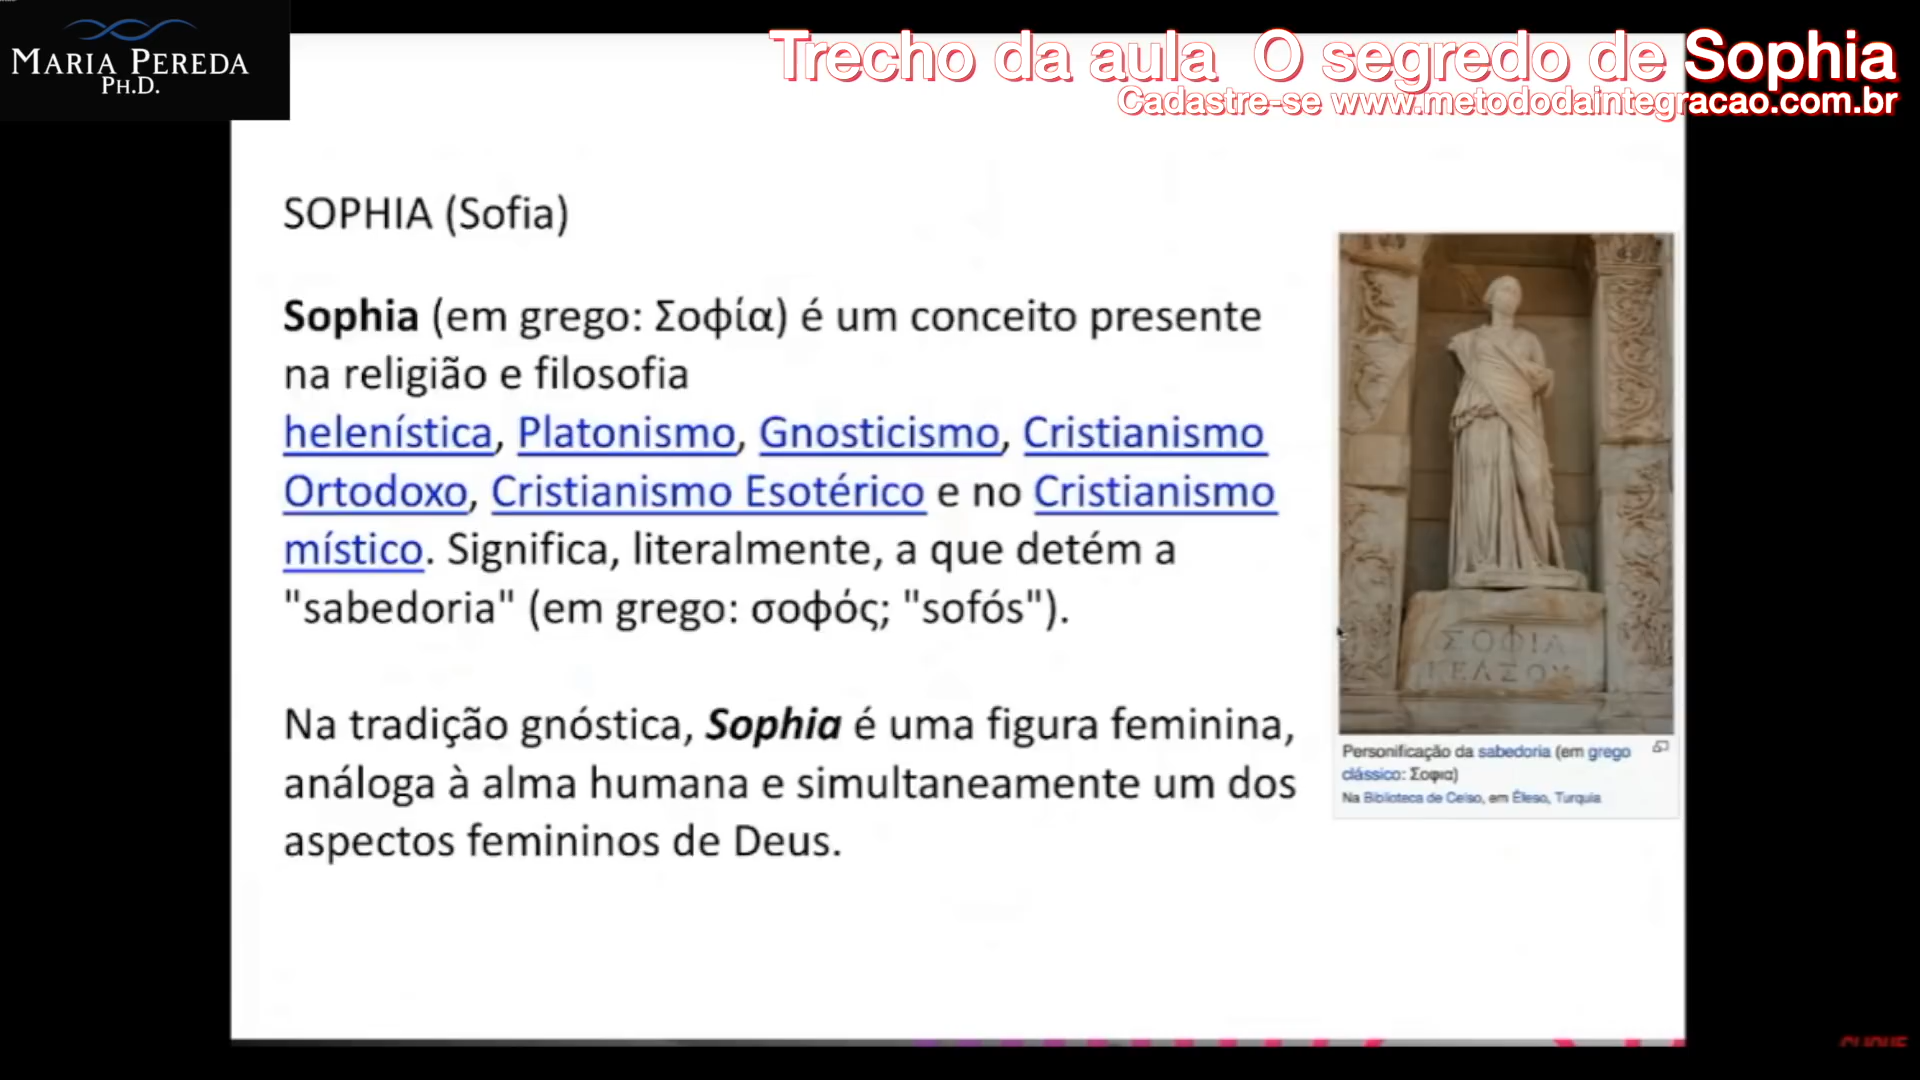 MARIA PEREDA
PH.D.
Trecho da aula O segredo de Sophia
Cadastre-se www.metododaintegracao.com.br
SOPHIA (Sofia)
Sophia (em grego: Σοφία) é um conceito presente
na religião e filosofia
helenística, Platonismo, Gnosticismo, Cristianismo
Ortodoxo, Cristianismo Esotérico e no Cristianismo
místico. Significa, literalmente, a que detém a
"sabedoria" (em grego: σοφός; "sofós").
Na tradição gnóstica, Sophia é uma figura feminina,
análoga à alma humana e simultaneamente um dos
aspectos femininos de Deus.
ΣΟΦΙΑ
ΚΕΛΣΟΥ
Personificação da sabedoria (em grego
clássico: Σοφια)
Na Biblioteca de Celso, em Éfeso, Turquia